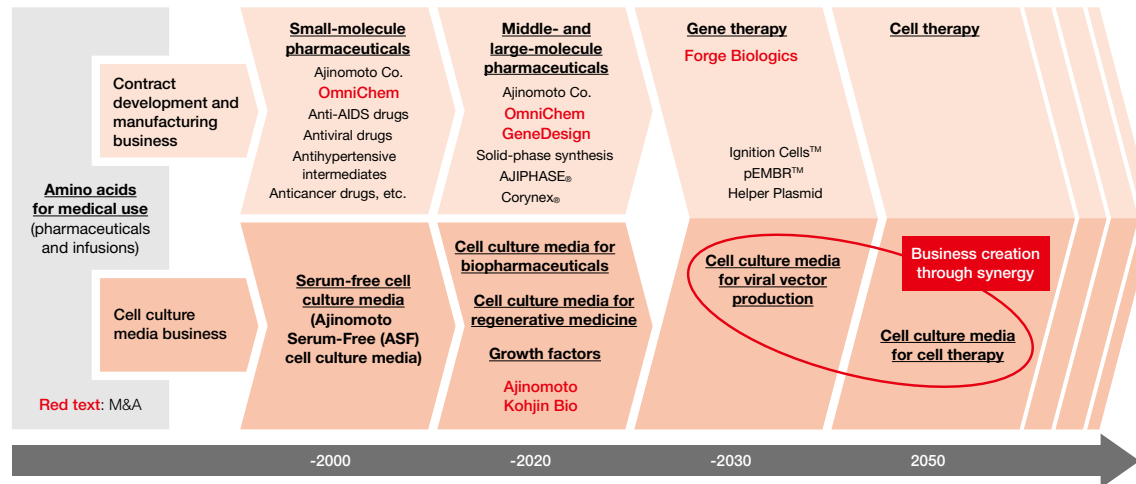 Amino acids
for medical use
(pharmaceuticals
and infusions)
Red text: M&A
Contract
development and
manufacturing
business
Small-molecule
pharmaceuticals
Ajinomoto Co.
OmniChem
Anti-AIDS drugs
Antiviral drugs
Antihypertensive
intermediates
Anticancer drugs, etc.
Middle- and
large-molecule
pharmaceuticals
Ajinomoto Co.
OmniChem
GeneDesign
Solid-phase synthesis
AJIPHASE®
Corynex®
Gene therapy
Forge Biologics
Ignition Cells™
pEMBR™
Helper Plasmid
Cell therapy
Cell culture
media business
Serum-free cell
culture media
(Ajinomoto
Serum-Free (ASF)
cell culture media)
Cell culture media for
biopharmaceuticals
Cell culture media for
regenerative medicine
Growth factors
Ajinomoto
Kohjin Bio
Cell culture media
for viral vector
production
Business creation
through synergy
Cell culture media
for cell therapy
-2000
-2020
-2030
2050